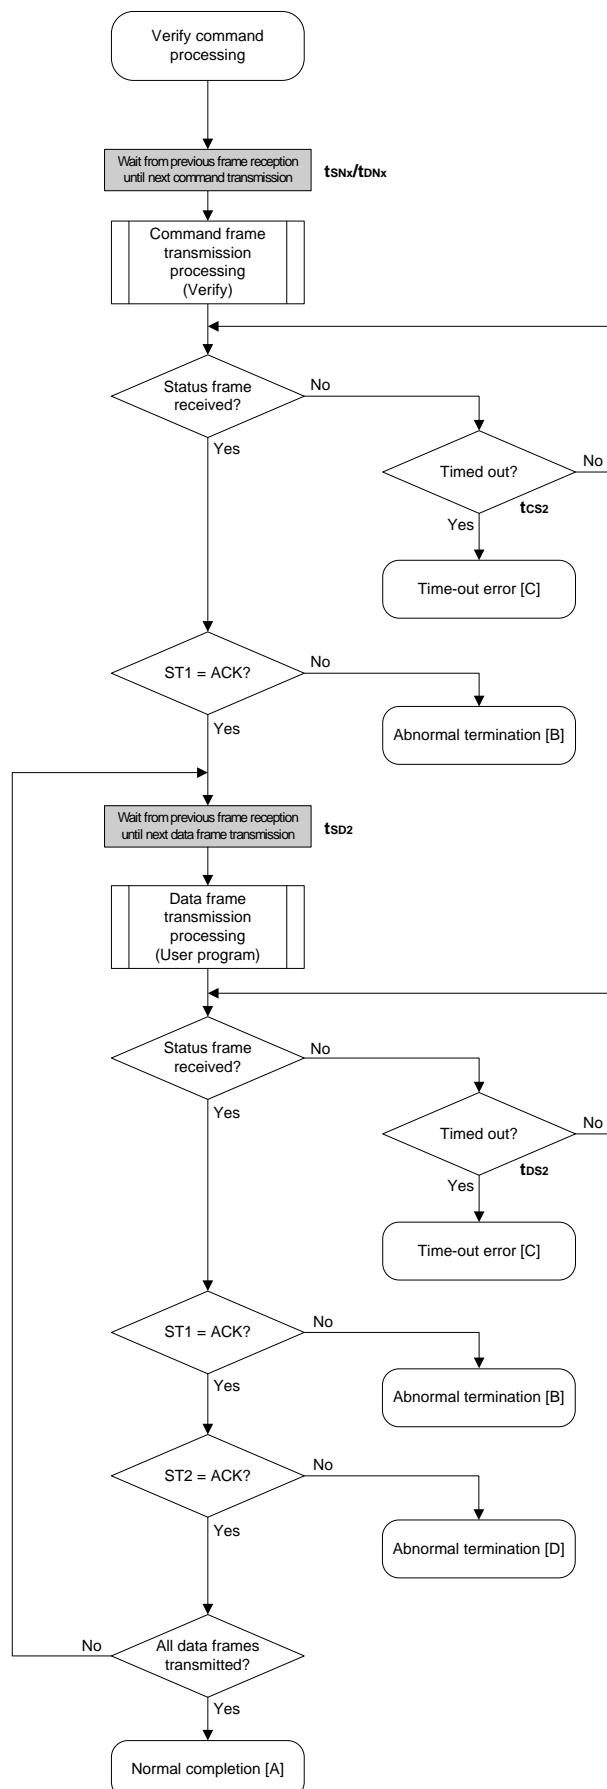 Verify command
processing
Wait from previous frame reception
until next command transmission
tSNx/tDNx
Command frame
transmission
processing
(Verify)
Status frame
received?
No
Yes
Timed out?
No
tCS2
Yes
Time-out error [C]
ST1 = ACK?
No
Yes
Abnormal termination [B]
Wait from previous frame reception
until next data frame transmission
tSD2
Data frame
transmission
processing
(User program)
Status frame
received?
No
Yes
Timed out?
No
tDS2
Yes
Time-out error [C]
ST1 = ACK?
No
Yes
Abnormal termination [B]
ST2 = ACK?
No
Yes
Abnormal termination [D]
All data frames
transmitted?
No
Yes
Normal completion [A]